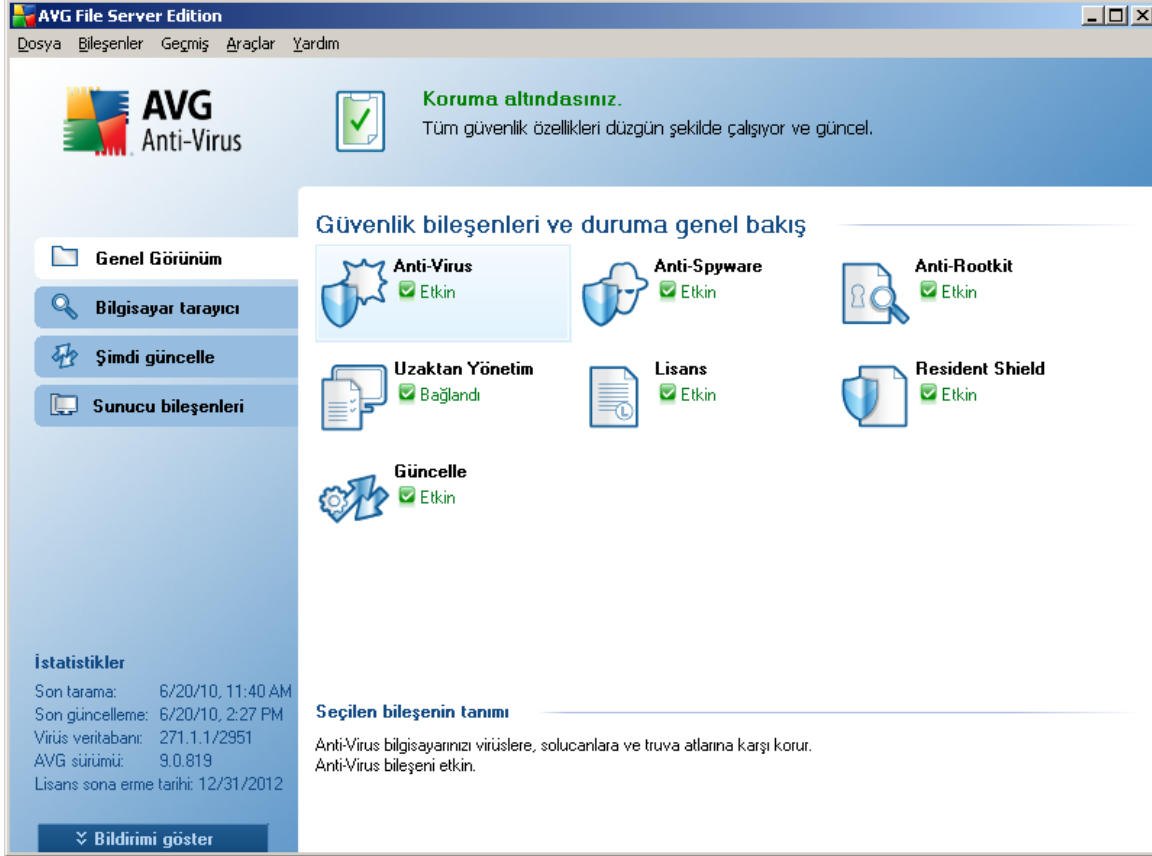 AVG File Server Edition
Dosya Bileşenler Geçmiş Araçlar Yardım
AVG
Anti-Virus
Koruma altındasınız.
Tüm güvenlik özellikleri düzgün şekilde çalışıyor ve güncel.
Genel Görünüm
Bilgisayar tarayıcı
Şimdi güncelle
Sunucu bileşenleri
Güvenlik bileşenleri ve duruma genel bakış
Anti-Virus
Etkin
Anti-Spyware
Etkin
Anti-Rootkit
Etkin
Uzaktan Yönetim
Bağlandı
Lisans
Etkin
Resident Shield
Etkin
Güncelle
Etkin
İstatistikler
Son tarama: 6/20/10, 11:40 AM
Son güncelleme: 6/20/10, 2:27 PM
Virüs veritabanı: 271.1.1/2951
AVG sürümü: 9.0.819
Lisans sona erme tarihi: 12/31/2012
Bildirimi göster
Seçilen bileşenin tanımı
Anti-Virus bilgisayarınızı virüslere, solucanlara ve truva atlarına karşı korur.
Anti-Virus bileşeni etkin.